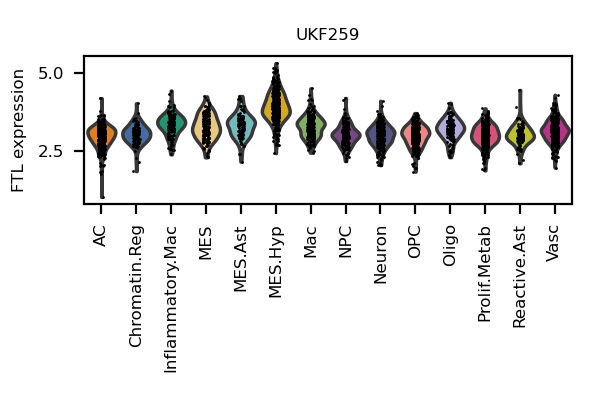 UKF259
FTL expression
5.0
2.5
AC
Chromatin.Reg
Inflammatory.Mac
MES
MES.Ast
MES.Hyp
Mac
NPC
Neuron
OPC
Oligo
Prolif.Metab
Reactive.Ast
Vasc